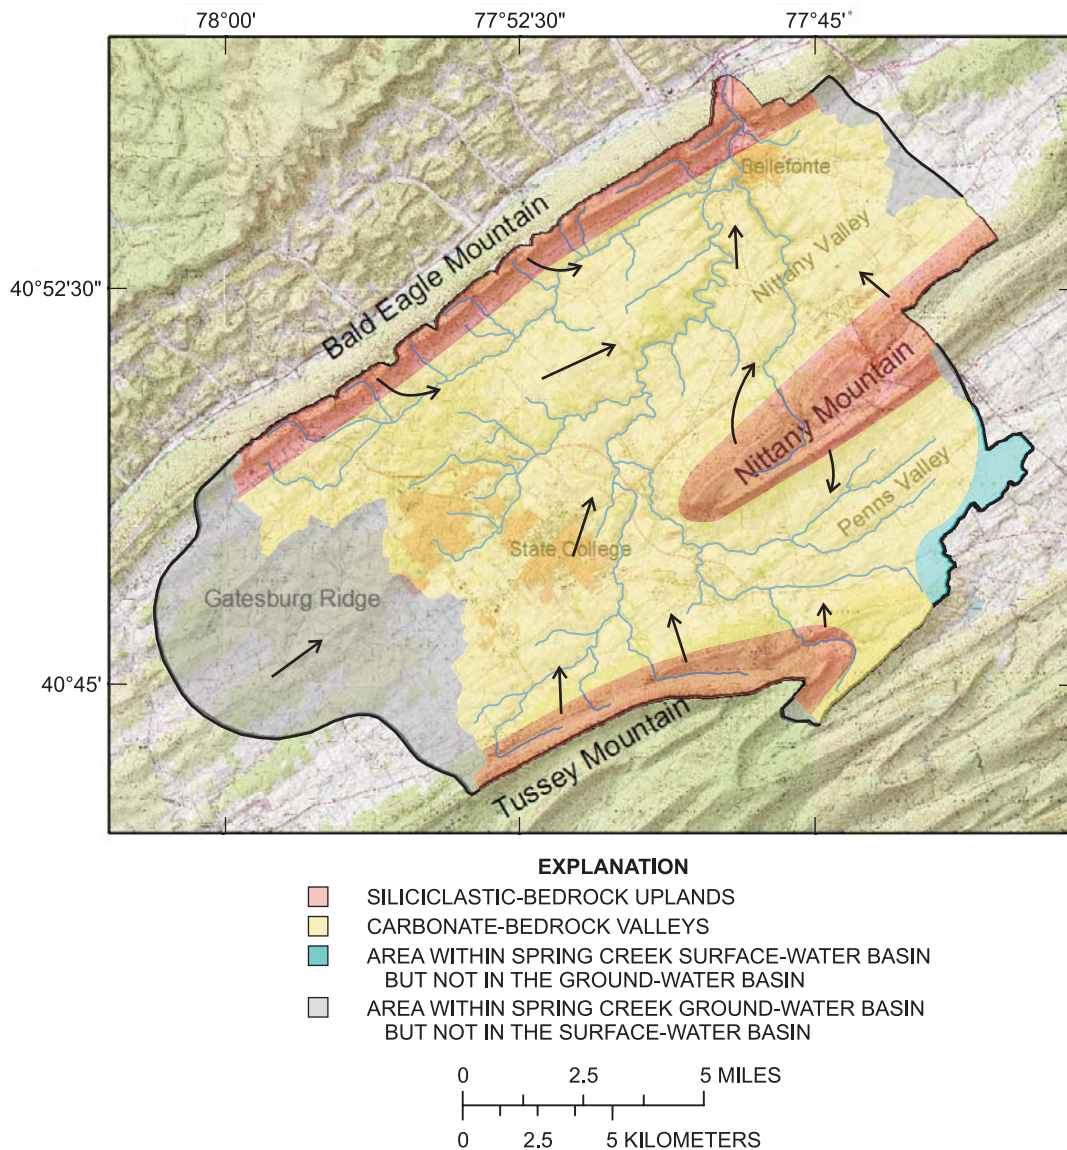 78°00'
77°52'30"
77°45'
Bellefonte
Nittany Valley
Bald Eagle Mountain
40°52'30"
Nittany Mountain
Penns Valley
State College
Gatesburg Ridge
40°45'
Tussey Mountain
EXPLANATION
SILICICLASTIC-BEDROCK UPLANDS
CARBONATE-BEDROCK VALLEYS
AREA WITHIN SPRING CREEK SURFACE-WATER BASIN
BUT NOT IN THE GROUND-WATER BASIN
AREA WITHIN SPRING CREEK GROUND-WATER BASIN
BUT NOT IN THE SURFACE-WATER BASIN
0 2.5 5 MILES
0 2.5 5 KILOMETERS